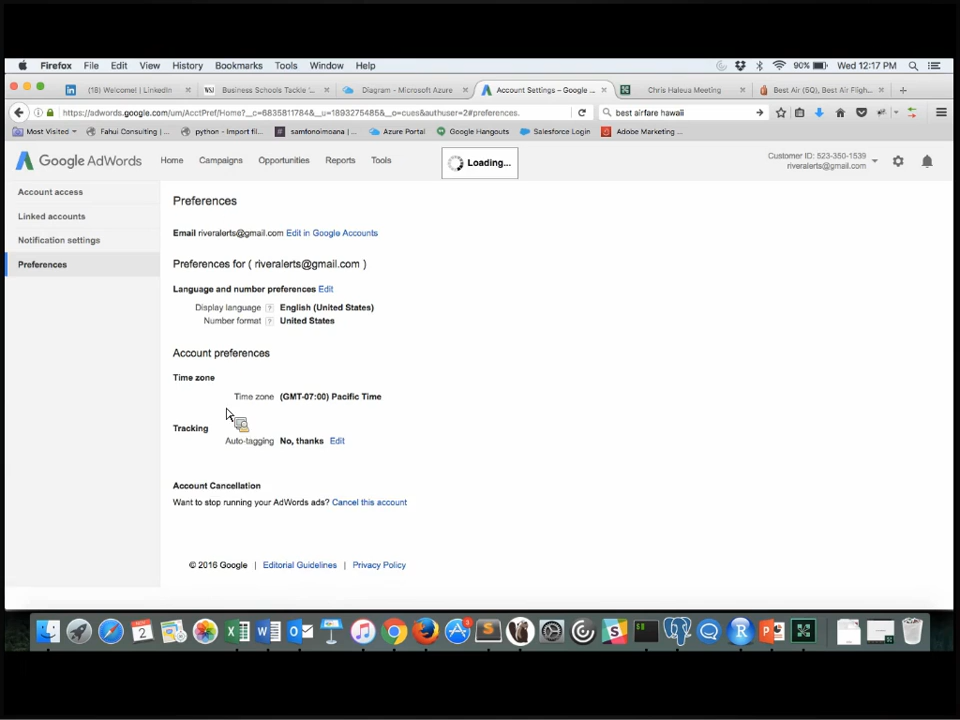 Firefox File Edit View History Bookmarks Tools Window Help 90% Wed 12:17 PM
(18) Welcome! | LinkedIn × WSJ Business Schools Tackle '... × Diagram - Microsoft Azure × Account Settings – Google ... × Chris Haleua Meeting × Best Air (5Q), Best Air Fligh... × +
https://adwords.google.com/um/AcctPref/Home?__c=6835811784&__u=1893275485&__o=cues&authuser=2#preferences. best airfare hawaii
Most Visited Fahui Consulting | ... python - Import fil... samfonoimoana | ... Azure Portal Google Hangouts Salesforce Login Adobe Marketing ...
Google AdWords Home Campaigns Opportunities Reports Tools Loading... Customer ID: 523-350-1539
riveralerts@gmail.com
Account access
Linked accounts
Notification settings
Preferences
Preferences
Email riveralerts@gmail.com Edit in Google Accounts
Preferences for ( riveralerts@gmail.com )
Language and number preferences Edit
Display language ? English (United States)
Number format ? United States
Account preferences
Time zone
Time zone (GMT-07:00) Pacific Time
Tracking
Auto-tagging No, thanks Edit
Account Cancellation
Want to stop running your AdWords ads? Cancel this account
© 2016 Google | Editorial Guidelines | Privacy Policy
NOV
2
3